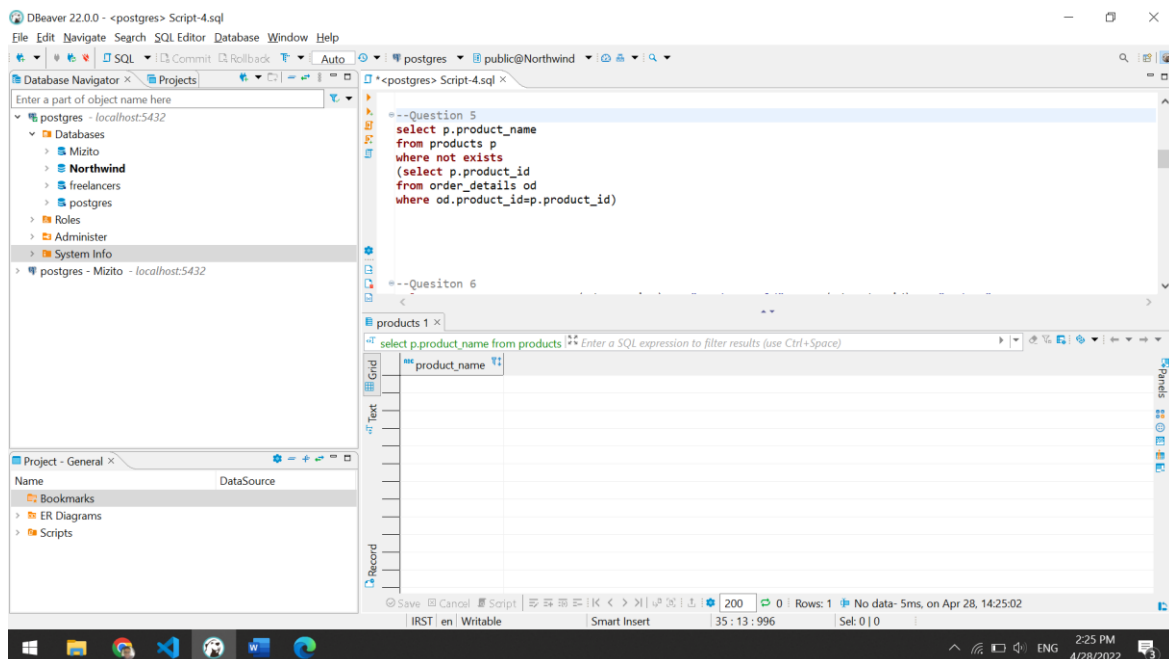 DBeaver 22.0.0 - <postgres> Script-4.sql
File Edit Navigate Search SQL Editor Database Window Help
SQL Commit Rollback Auto postgres public@Northwind
Database Navigator Projects
*<postgres> Script-4.sql
Enter a part of object name here
postgres - localhost:5432
Databases
Mizito
Northwind
freelancers
postgres
Roles
Administer
System Info
postgres - Mizito - localhost:5432
--Question 5
select p.product_name
from products p
where not exists
(select p.product_id
from order_details od
where od.product_id=p.product_id)
--Quesiton 6
products 1
select p.product_name from products Enter a SQL expression to filter results (use Ctrl+Space)
Grid
Text
Record
product_name
Panels
Project - General
Name DataSource
Bookmarks
ER Diagrams
Scripts
Save Cancel Script 200 0 Rows: 1 No data- 5ms, on Apr 28, 14:25:02
IRST en Writable Smart Insert 35 : 13 : 996 Sel: 0 | 0
ENG
2:25 PM
4/28/2022
3